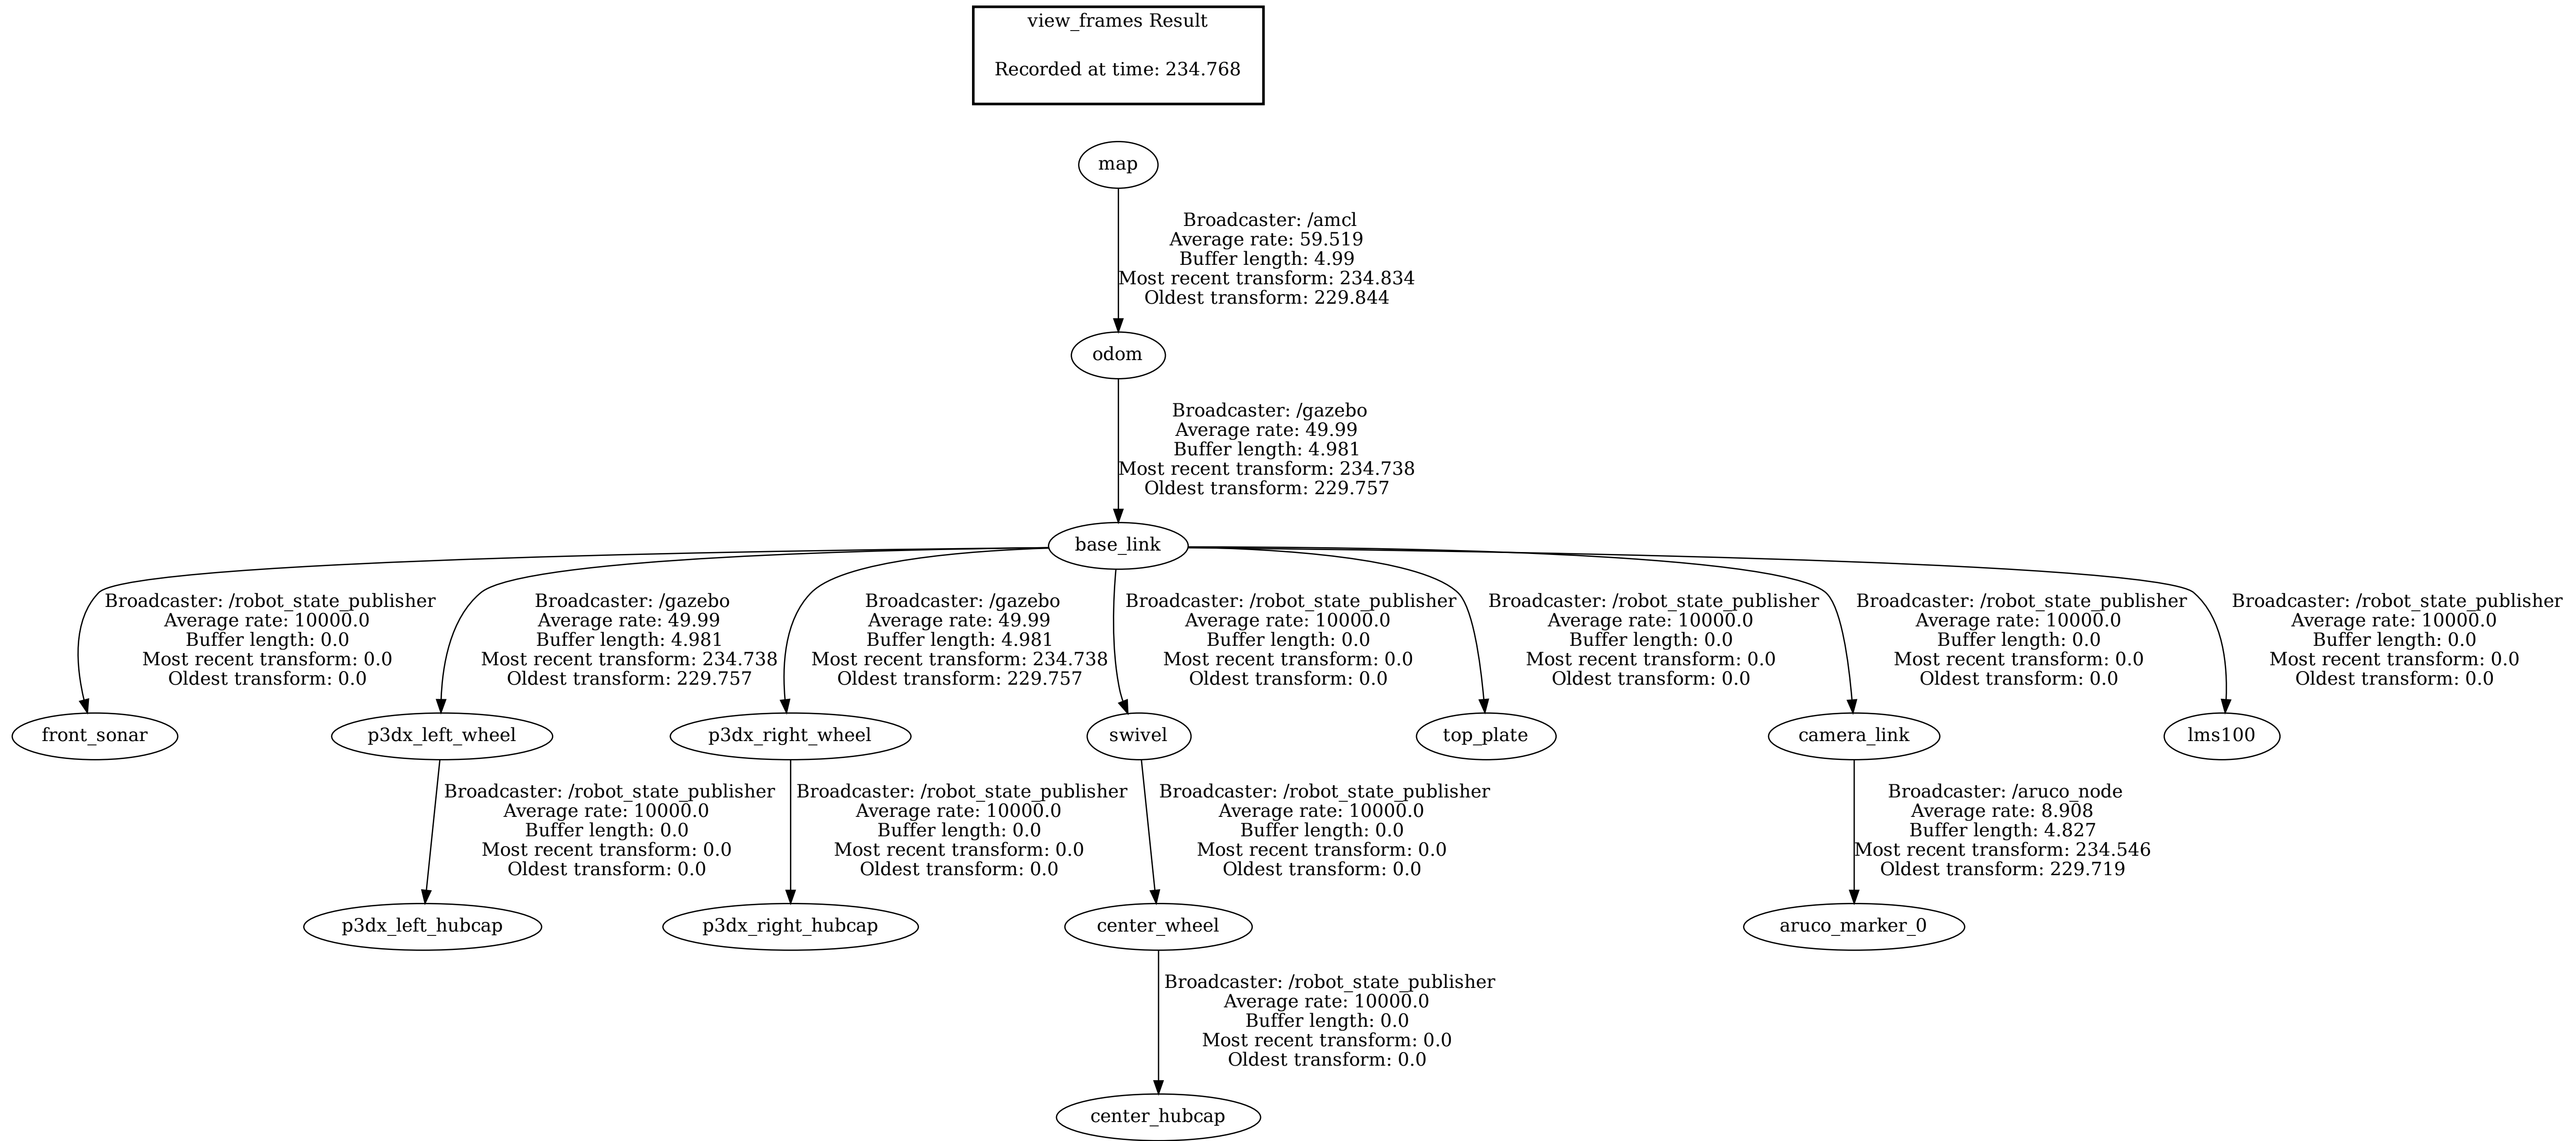 view_frames Result
Recorded at time: 234.768
map
Broadcaster: /amcl
Average rate: 59.519
Buffer length: 4.99
Most recent transform: 234.834
Oldest transform: 229.844
odom
Broadcaster: /gazebo
Average rate: 49.99
Buffer length: 4.981
Most recent transform: 234.738
Oldest transform: 229.757
base_link
Broadcaster: /robot_state_publisher
Average rate: 10000.0
Buffer length: 0.0
Most recent transform: 0.0
Oldest transform: 0.0
Broadcaster: /gazebo
Average rate: 49.99
Buffer length: 4.981
Most recent transform: 234.738
Oldest transform: 229.757
Broadcaster: /gazebo
Average rate: 49.99
Buffer length: 4.981
Most recent transform: 234.738
Oldest transform: 229.757
Broadcaster: /robot_state_publisher
Average rate: 10000.0
Buffer length: 0.0
Most recent transform: 0.0
Oldest transform: 0.0
Broadcaster: /robot_state_publisher
Average rate: 10000.0
Buffer length: 0.0
Most recent transform: 0.0
Oldest transform: 0.0
Broadcaster: /robot_state_publisher
Average rate: 10000.0
Buffer length: 0.0
Most recent transform: 0.0
Oldest transform: 0.0
Broadcaster: /robot_state_publisher
Average rate: 10000.0
Buffer length: 0.0
Most recent transform: 0.0
Oldest transform: 0.0
front_sonar
p3dx_left_wheel
p3dx_right_wheel
swivel
top_plate
camera_link
lms100
Broadcaster: /robot_state_publisher
Average rate: 10000.0
Buffer length: 0.0
Most recent transform: 0.0
Oldest transform: 0.0
Broadcaster: /robot_state_publisher
Average rate: 10000.0
Buffer length: 0.0
Most recent transform: 0.0
Oldest transform: 0.0
Broadcaster: /robot_state_publisher
Average rate: 10000.0
Buffer length: 0.0
Most recent transform: 0.0
Oldest transform: 0.0
Broadcaster: /aruco_node
Average rate: 8.908
Buffer length: 4.827
Most recent transform: 234.546
Oldest transform: 229.719
p3dx_left_hubcap
p3dx_right_hubcap
center_wheel
aruco_marker_0
Broadcaster: /robot_state_publisher
Average rate: 10000.0
Buffer length: 0.0
Most recent transform: 0.0
Oldest transform: 0.0
center_hubcap